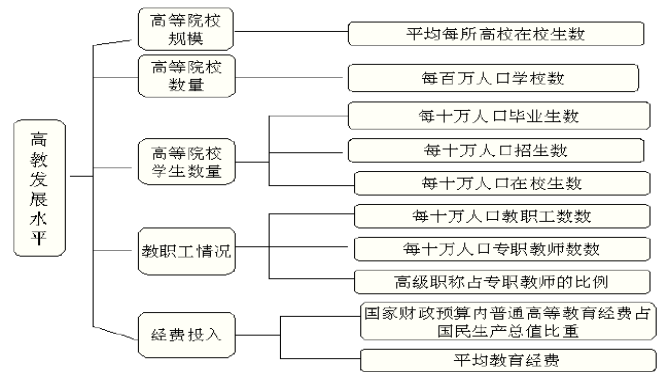 高教发展水平
高等院校
规模
平均每所高校在校生数
高等院校
数量
每百万人口学校数
高等院校
学生数量
每十万人口毕业生数
每十万人口招生数
每十万人口在校生数
教职工情况
每十万人口教职工数数
每十万人口专职教师数数
高级职称占专职教师的比例
经费投入
国家财政预算内普通高等教育经费占
国民生产总值比重
平均教育经费